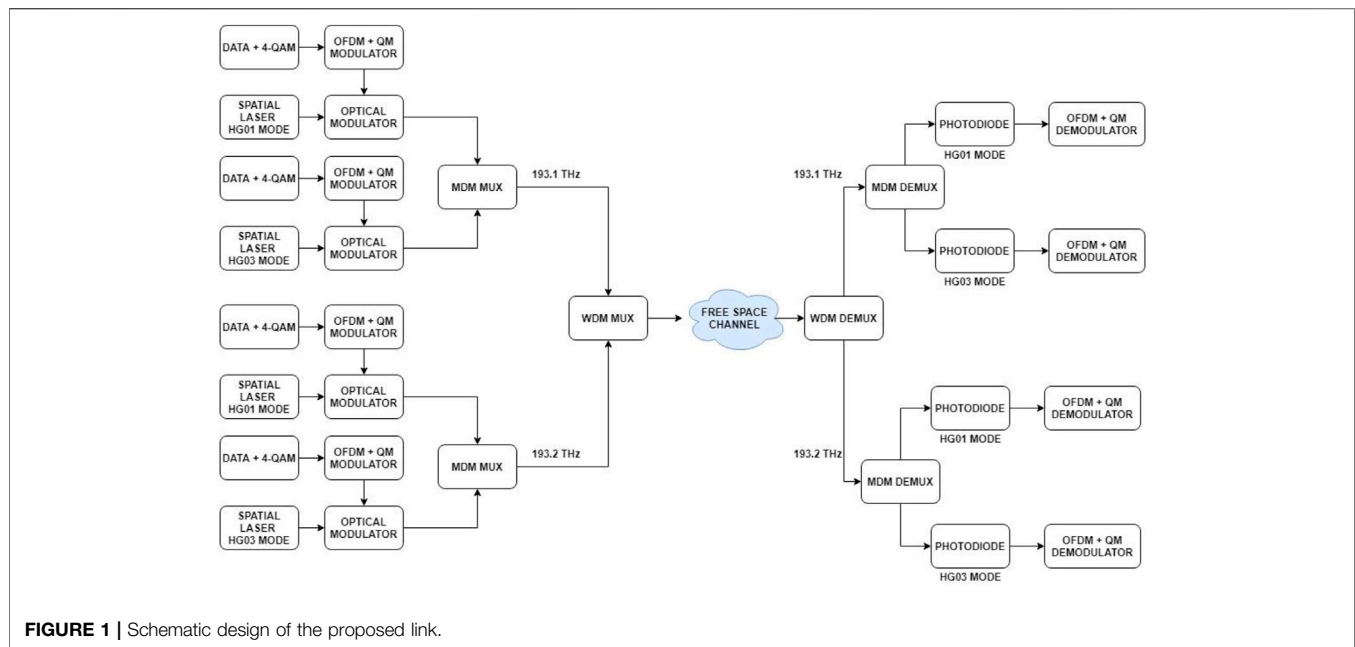 DATA + 4-QAM
OFDM + QM
MODULATOR
SPATIAL
LASER
HG01 MODE
OPTICAL
MODULATOR
DATA + 4-QAM
OFDM + QM
MODULATOR
SPATIAL
LASER
HG03 MODE
OPTICAL
MODULATOR
MDM MUX
193.1 THz
DATA + 4-QAM
OFDM + QM
MODULATOR
SPATIAL
LASER
HG01 MODE
OPTICAL
MODULATOR
DATA + 4-QAM
OFDM + QM
MODULATOR
SPATIAL
LASER
HG03 MODE
OPTICAL
MODULATOR
MDM MUX
193.2 THz
WDM MUX
FREE SPACE
CHANNEL
WDM DEMUX
193.1 THz
MDM DEMUX
PHOTODIODE
HG01 MODE
OFDM + QM
DEMODULATOR
PHOTODIODE
HG03 MODE
OFDM + QM
DEMODULATOR
193.2 THz
MDM DEMUX
PHOTODIODE
HG01 MODE
OFDM + QM
DEMODULATOR
PHOTODIODE
HG03 MODE
OFDM + QM
DEMODULATOR
FIGURE 1 | Schematic design of the proposed link.